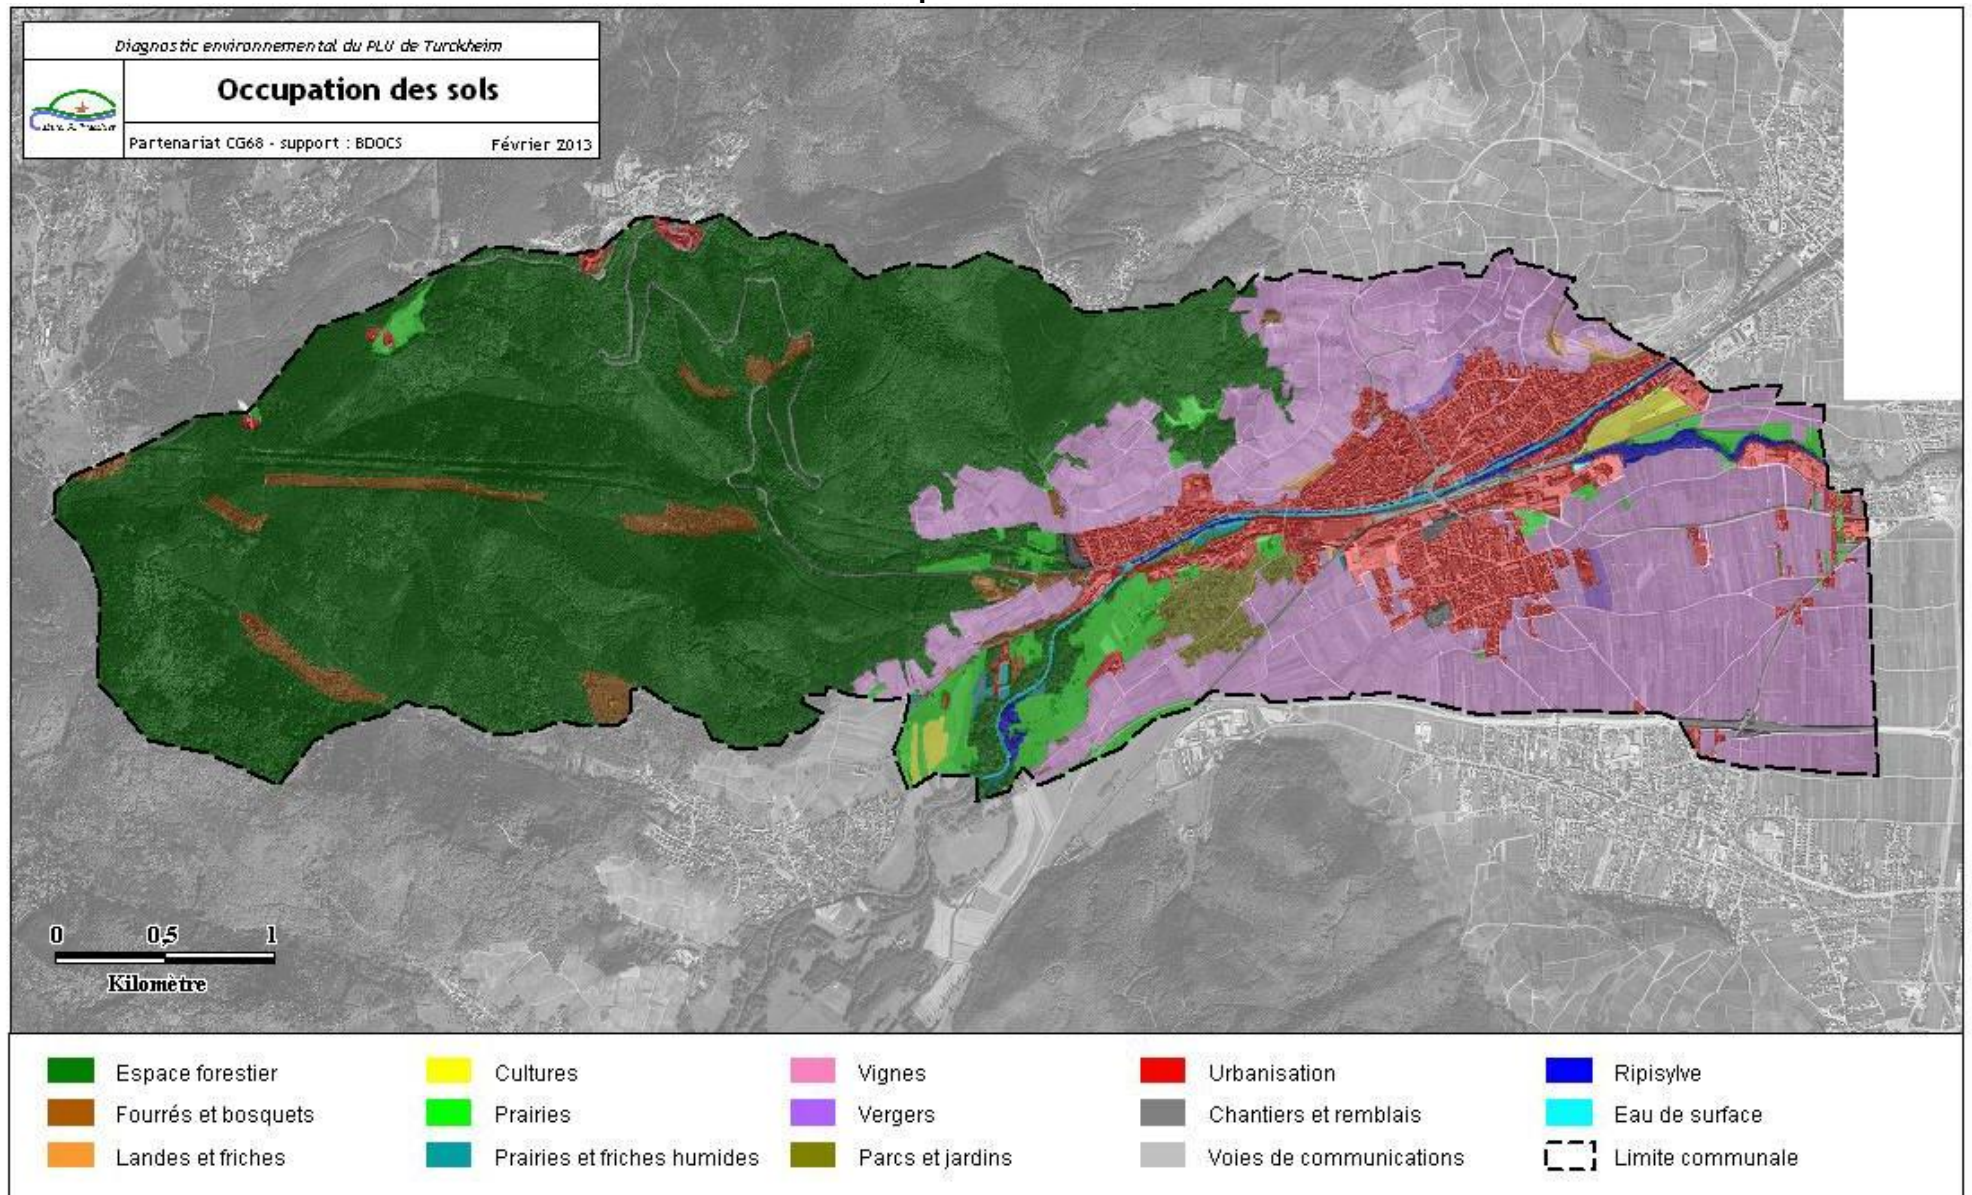 Diagnostic environnemental du PLU de Turckheim
Occupation des sols
Partenariat CG68 - support : BDOCS
Février 2013
0 0,5 1
Kilomètre
Espace forestier
Cultures
Vignes
Urbanisation
Ripisylve
Fourrés et bosquets
Prairies
Vergers
Chantiers et remblais
Eau de surface
Landes et friches
Prairies et friches humides
Parcs et jardins
Voies de communications
Limite communale